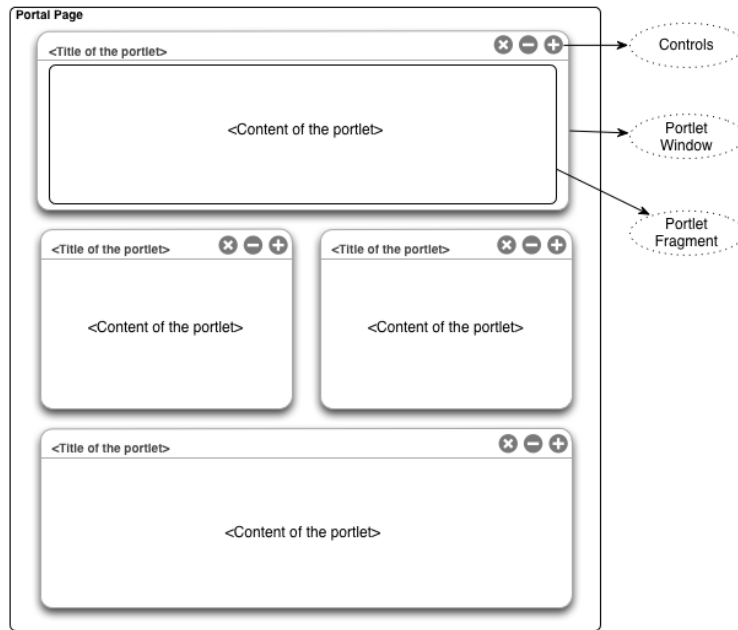 Portal Page
<Title of the portlet>
Controls
<Content of the portlet>
Portlet
Window
Portlet
Fragment
<Title of the portlet>
<Title of the portlet>
<Content of the portlet>
<Content of the portlet>
<Title of the portlet>
<Content of the portlet>